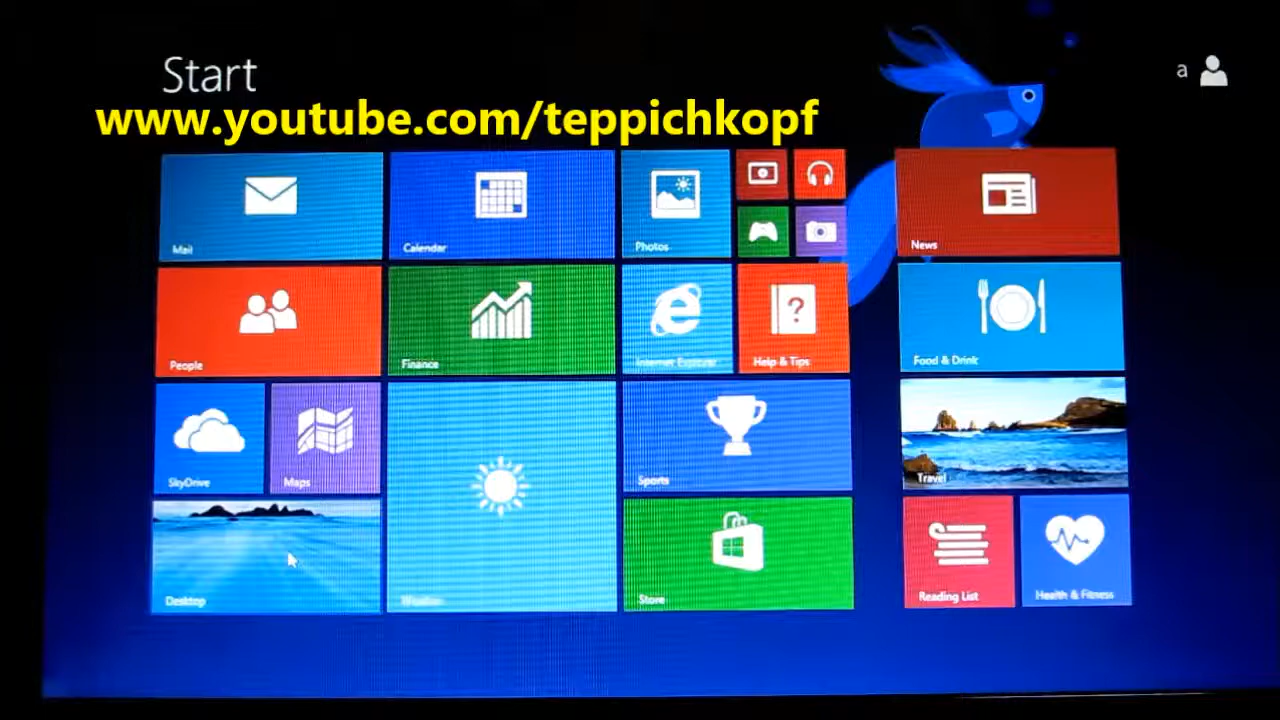 Start
a
www.youtube.com/teppichkopf
Mail
Calendar
Photos
News
People
Finance
Internet Explorer
Help & Tips
Food & Drink
SkyDrive
Maps
Sports
Travel
Desktop
Weather
Store
Reading List
Health & Fitness